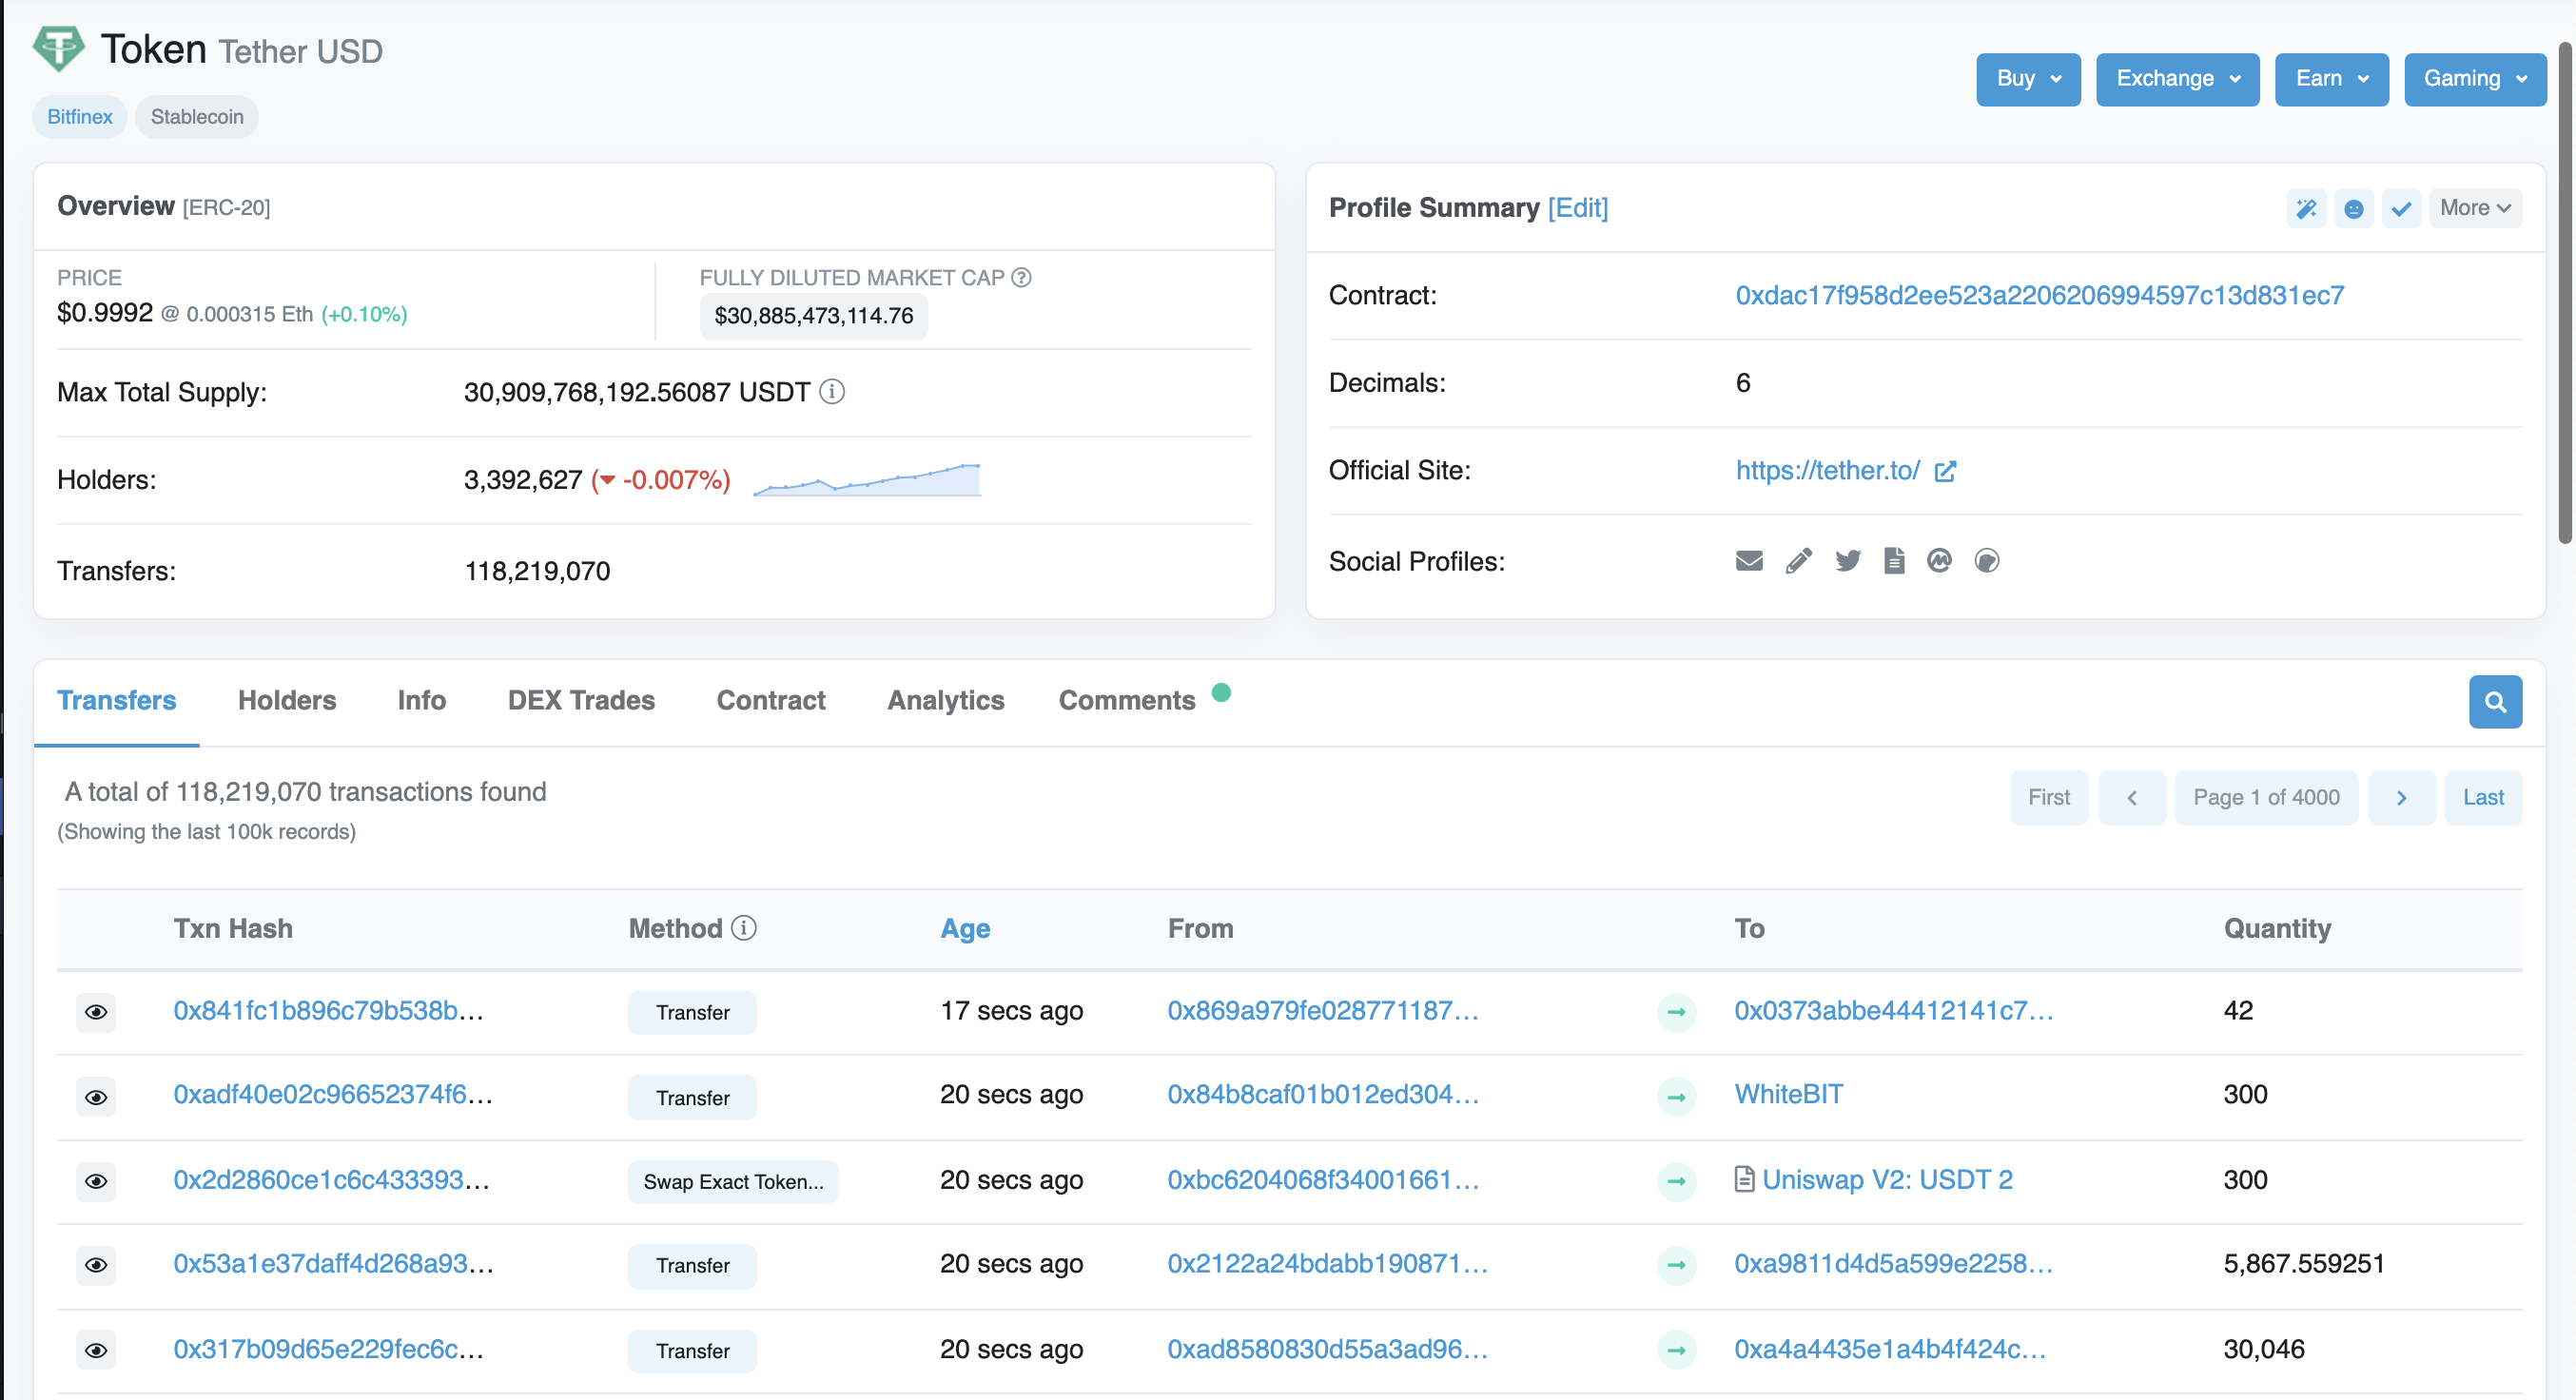 Token Tether USD
Bitfinex Stablecoin
Buy Exchange Earn Gaming
Overview [ERC-20]
PRICE
$0.9992 @ 0.000315 Eth (+0.10%)
FULLY DILUTED MARKET CAP
$30,885,473,114.76
Max Total Supply: 30,909,768,192.56087 USDT
Holders: 3,392,627 (-0.007%)
Transfers: 118,219,070
Profile Summary [Edit]
More
Contract: 0xdac17f958d2ee523a2206206994597c13d831ec7
Decimals: 6
Official Site: https://tether.to/
Social Profiles:
Transfers Holders Info DEX Trades Contract Analytics Comments
A total of 118,219,070 transactions found
(Showing the last 100k records)
First Page 1 of 4000 Last
Txn Hash Method Age From To Quantity
0x841fc1b896c79b538b... Transfer 17 secs ago 0x869a979fe028771187... 0x0373abbe44412141c7... 42
0xadf40e02c96652374f6... Transfer 20 secs ago 0x84b8caf01b012ed304... WhiteBIT 300
0x2d2860ce1c6c433393... Swap Exact Token... 20 secs ago 0xbc6204068f34001661... Uniswap V2: USDT 2 300
0x53a1e37daff4d268a93... Transfer 20 secs ago 0x2122a24bdabb190871... 0xa9811d4d5a599e2258... 5,867.559251
0x317b09d65e229fec6c... Transfer 20 secs ago 0xad8580830d55a3ad96... 0xa4a4435e1a4b4f424c... 30,046